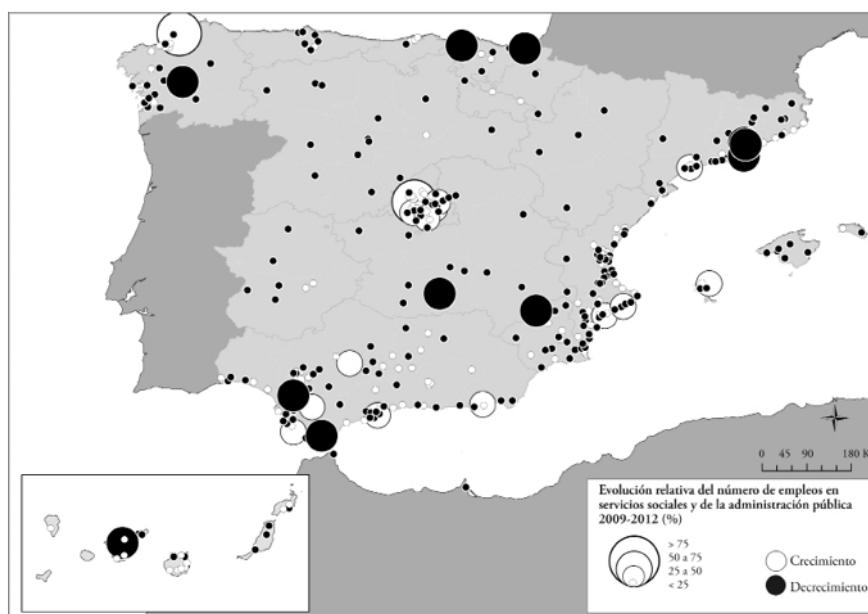 0 45 90 180 K
Evolución relativa del número de empleos en
servicios sociales y de la administración pública
2009-2012 (%)
> 75
50 a 75
25 a 50
< 25
Crecimiento
Decrecimiento